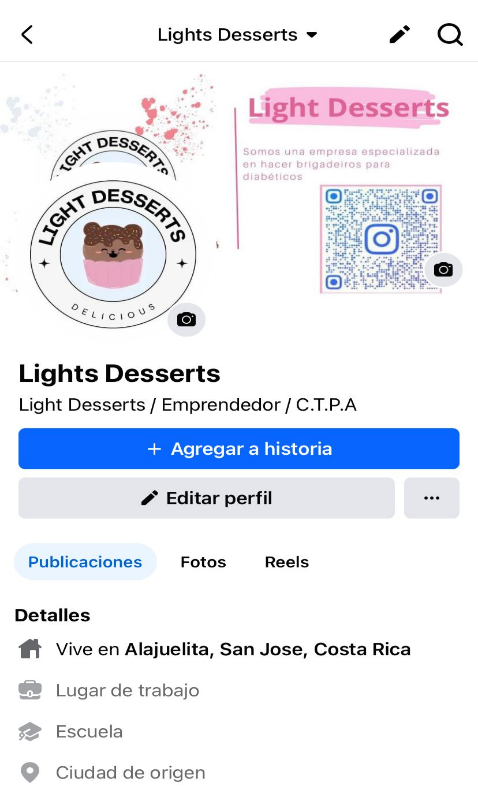 Lights Desserts
Light Desserts
Somos una empresa especializada
en hacer brigadeiros para
diabéticos
IGHT DESSERTS
LIGHT DESSERTS
DELICIOUS
Lights Desserts
Light Desserts / Emprendedor / C.T.P.A
+ Agregar a historia
Editar perfil
Publicaciones Fotos Reels
Detalles
Vive en Alajuelita, San Jose, Costa Rica
Lugar de trabajo
Escuela
Ciudad de origen